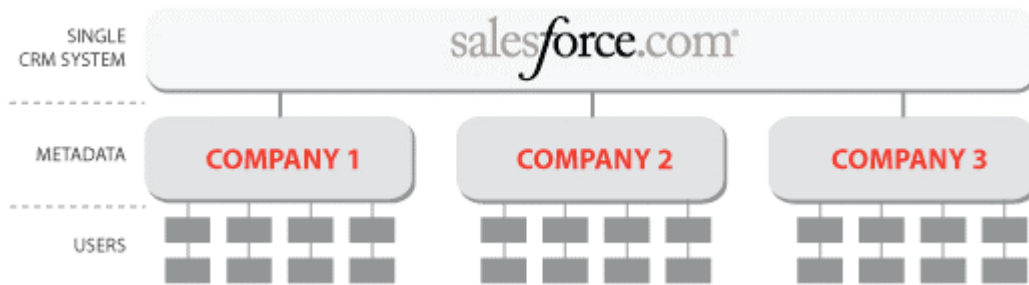 SINGLE
CRM SYSTEM
salesforce.com
METADATA
COMPANY 1
COMPANY 2
COMPANY 3
USERS